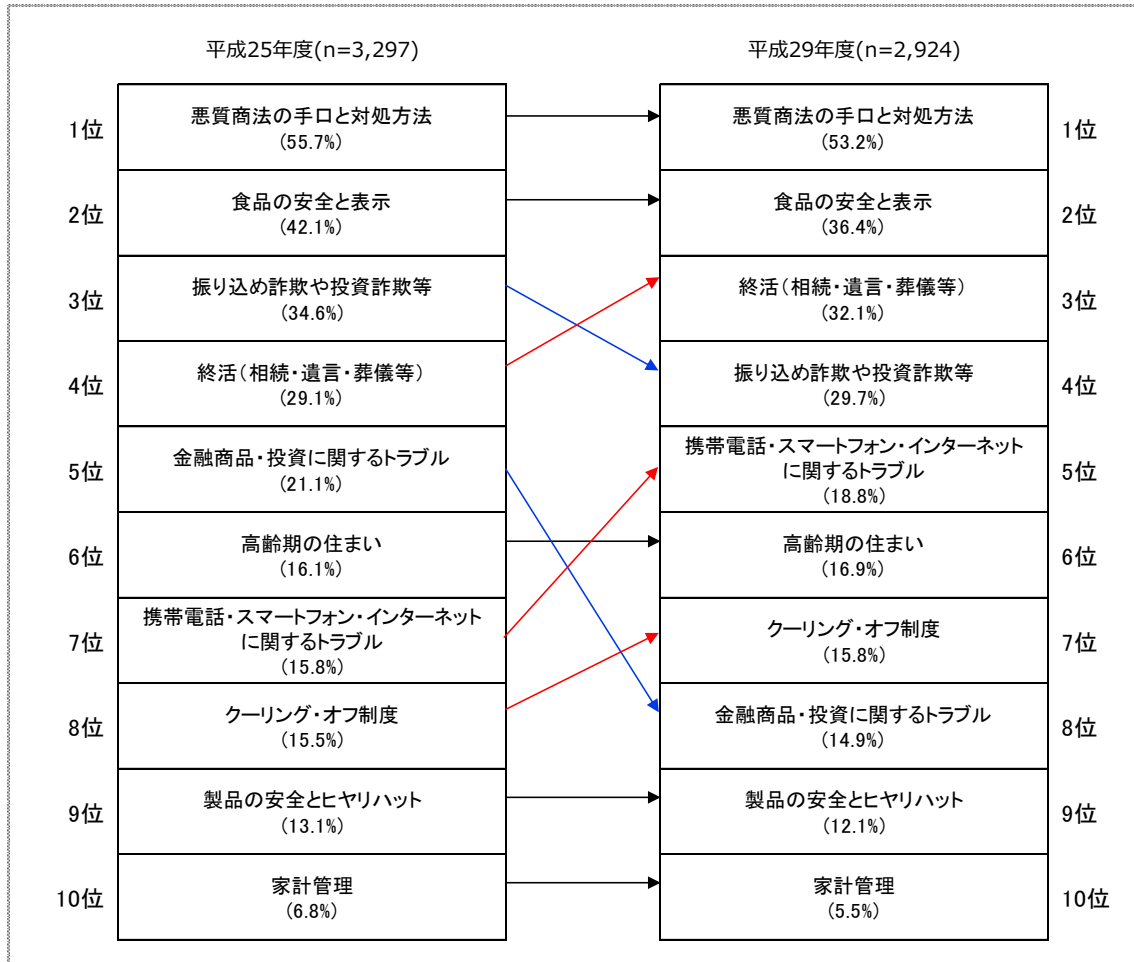 平成25年度(n=3,297)
平成29年度(n=2,924)
1位
悪質商法の手口と対処方法
(55.7%)
悪質商法の手口と対処方法
(53.2%)
1位
2位
食品の安全と表示
(42.1%)
食品の安全と表示
(36.4%)
2位
3位
振り込め詐欺や投資詐欺等
(34.6%)
終活(相続・遺言・葬儀等)
(32.1%)
3位
4位
終活(相続・遺言・葬儀等)
(29.1%)
振り込め詐欺や投資詐欺等
(29.7%)
4位
5位
金融商品・投資に関するトラブル
(21.1%)
携帯電話・スマートフォン・インターネット
に関するトラブル
(18.8%)
5位
6位
高齢期の住まい
(16.1%)
高齢期の住まい
(16.9%)
6位
7位
携帯電話・スマートフォン・インターネット
に関するトラブル
(15.8%)
クーリング・オフ制度
(15.8%)
7位
8位
クーリング・オフ制度
(15.5%)
金融商品・投資に関するトラブル
(14.9%)
8位
9位
製品の安全とヒヤリハット
(13.1%)
製品の安全とヒヤリハット
(12.1%)
9位
10位
家計管理
(6.8%)
家計管理
(5.5%)
10位